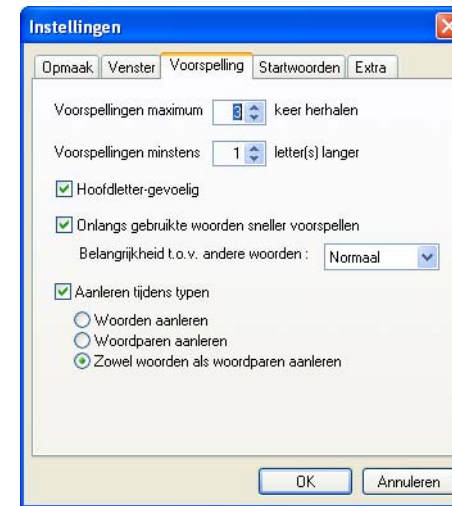 Instellingen
Opmaak Venster Voorspelling Startwoorden Extra
Voorspellingen maximum 3 keer herhalen
Voorspellingen minstens 1 letter(s) langer
Hoofdletter-gevoelig
Onlangs gebruikte woorden sneller voorspellen
Belangrijkheid t.o.v. andere woorden : Normaal
Aanleren tijdens typen
Woorden aanleren
Woordparen aanleren
Zowel woorden als woordparen aanleren
OK Annuleren